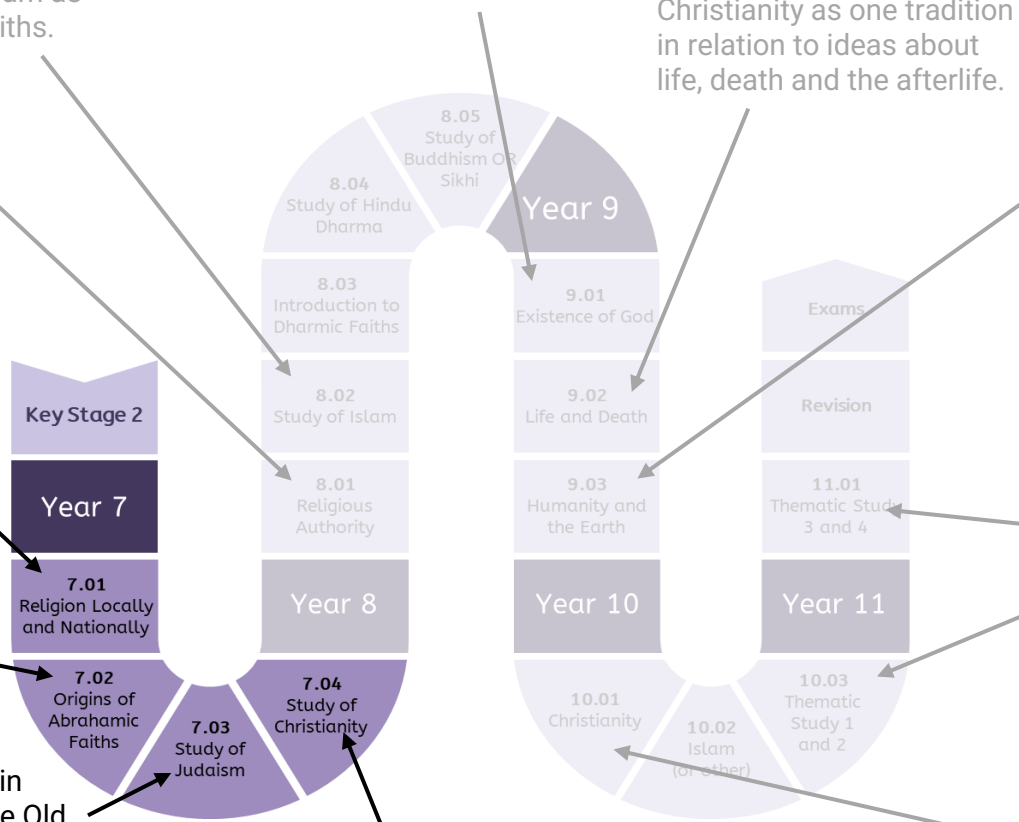 iths.
Christianity as one tradition
in relation to ideas about
life, death and the afterlife.
8.05
Study of
Buddhism OR
Sikhi
8.04
Study of Hindu
Dharma
Year 9
8.03
Introduction to
Dharmic Faiths
9.01
Existence of God
Exams
Key Stage 2
8.02
Study of Islam
9.02
Life and Death
Revision
Year 7
8.01
Religious
Authority
9.03
Humanity and
the Earth
11.01
Thematic Study
3 and 4
7.01
Religion Locally
and Nationally
Year 8
Year 10
Year 11
7.02
Origins of
Abrahamic
Faiths
7.03
Study of
Judaism
7.04
Study of
Christianity
10.01
Christianity
10.02
Islam
(or other)
10.03
Thematic
Study 1
and 2
in
e Old